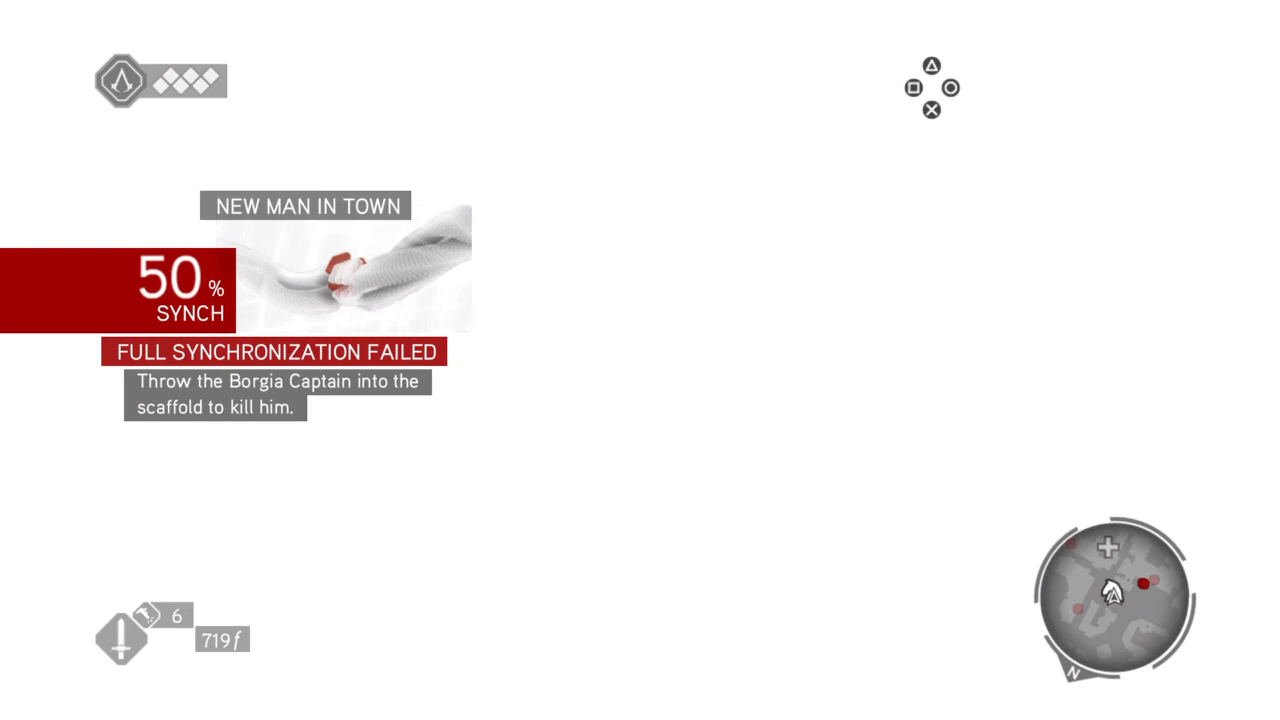 NEW MAN IN TOWN
50 %
SYNCH
FULL SYNCHRONIZATION FAILED
Throw the Borgia Captain into the
scaffold to kill him.
6
719 f
N